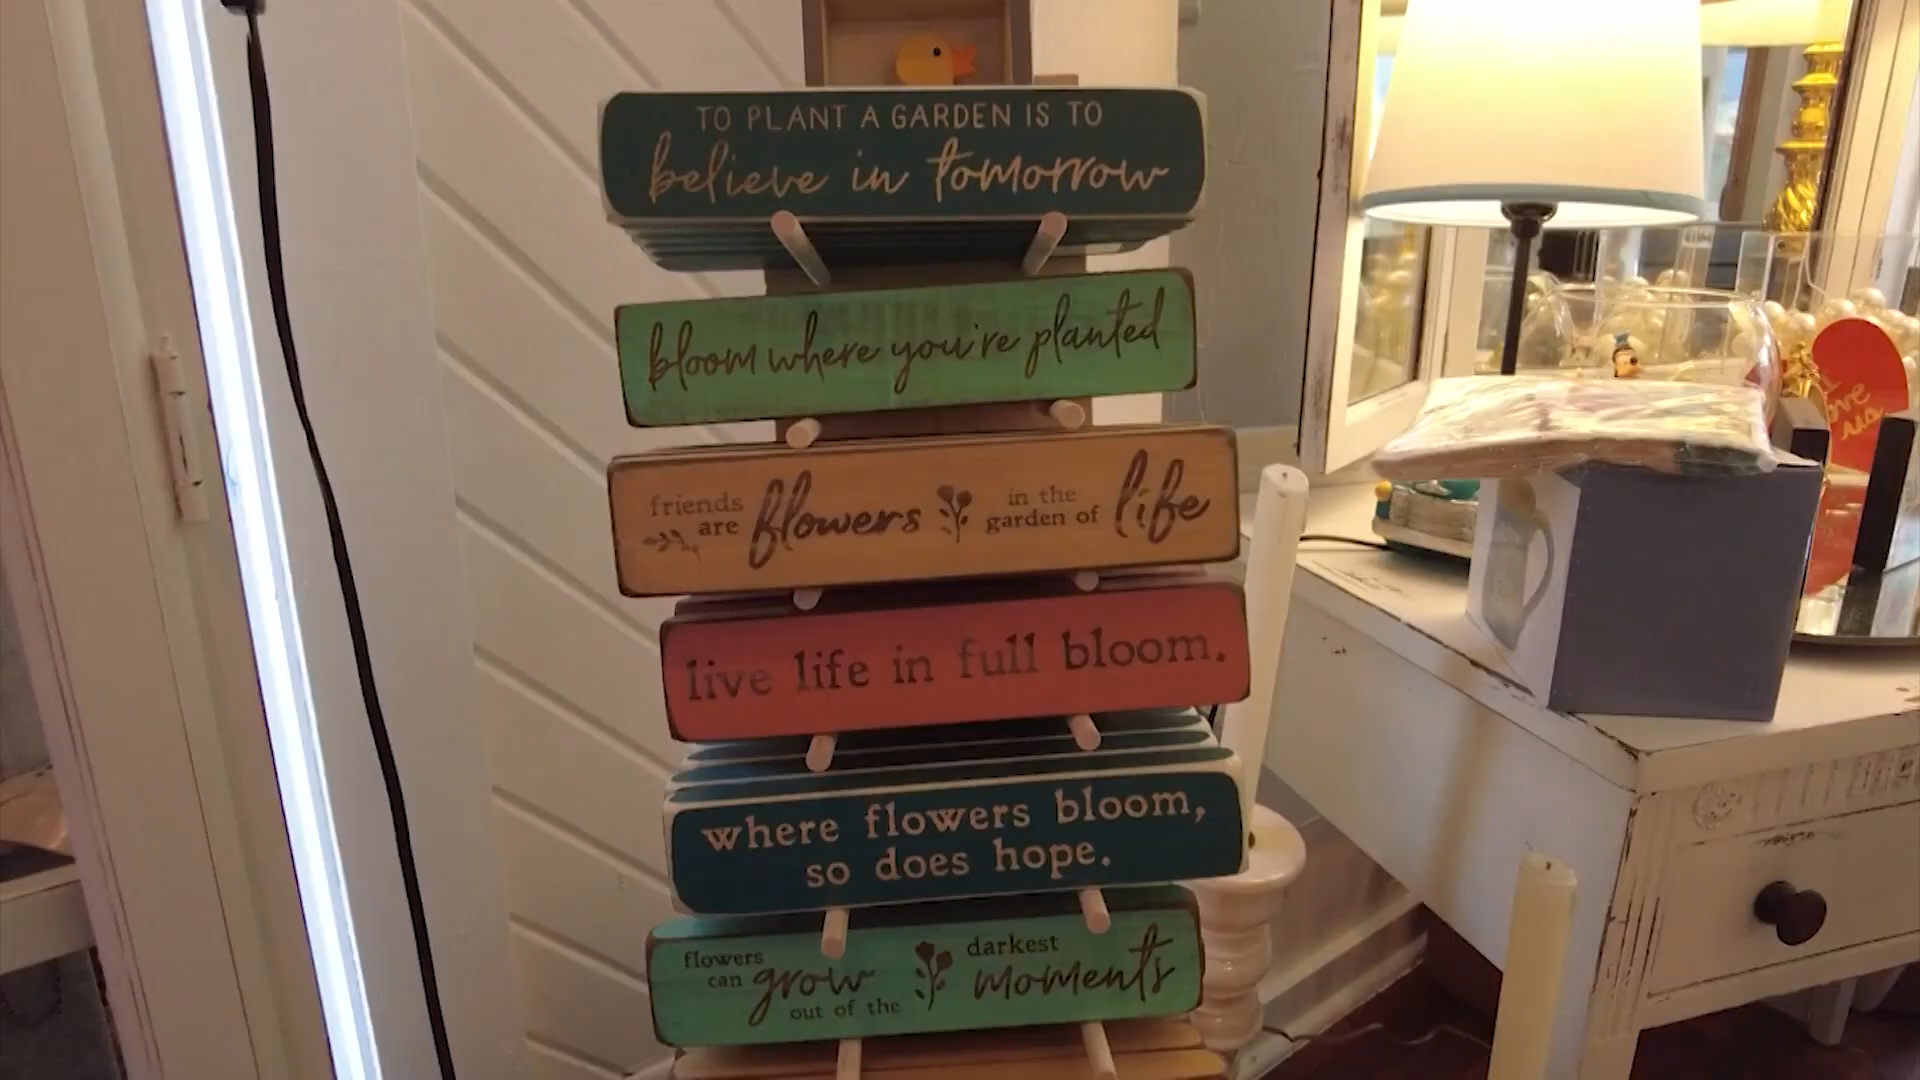 TO PLANT A GARDEN IS TO
believe in tomorrow
bloom where you're planted
friends
are flowers in the
garden of life
live life in full bloom.
where flowers bloom,
so does hope.
flowers
can grow
out of the
darkest
moments
love